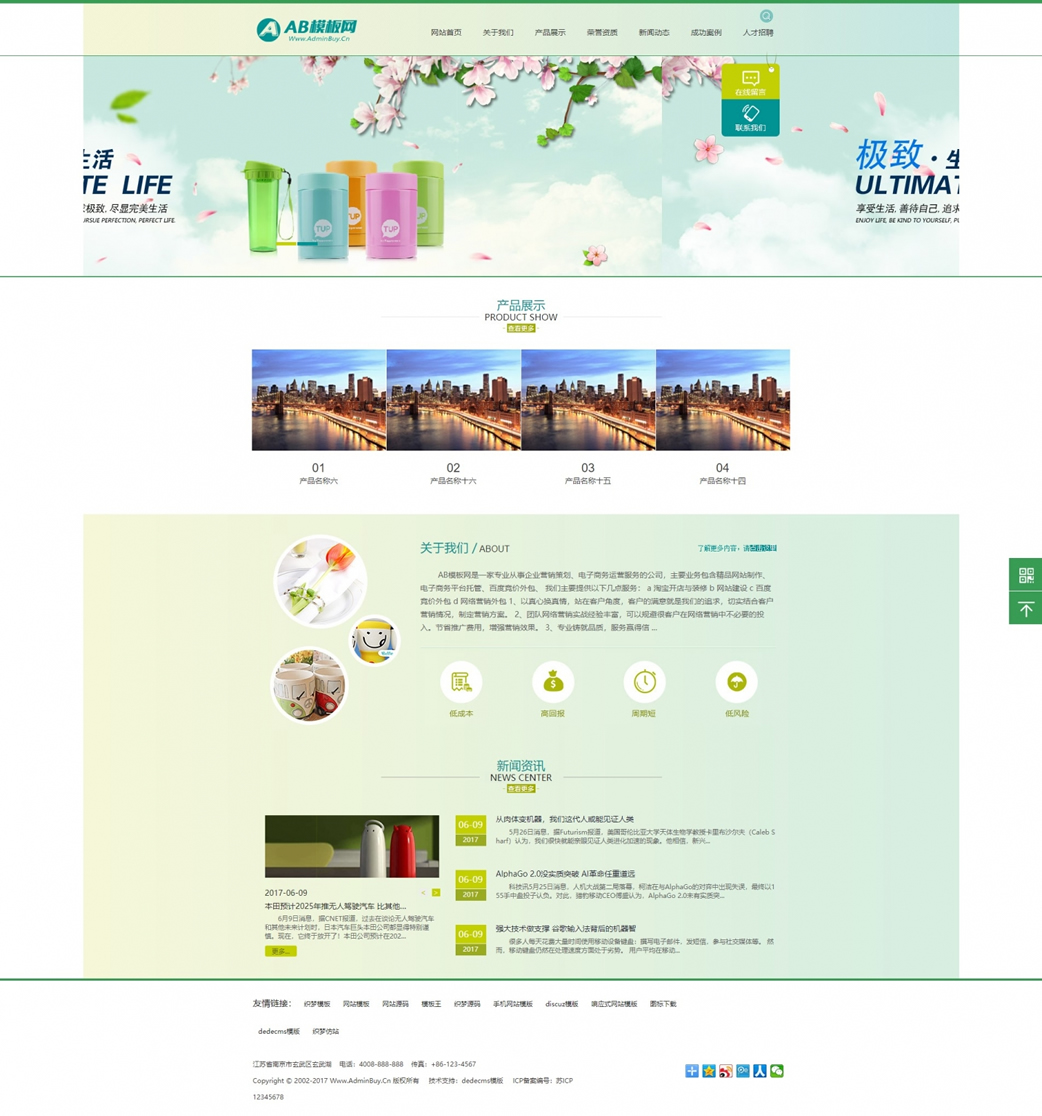 AB模板网
Www.AdminBuy.Cn
网站首页 关于我们 产品展示 荣誉资质 新闻动态 成功案例 人才招聘
在线留言
联系我们
生活
TE LIFE
极致, 尽显完美生活
URSUE PERFECTION, PERFECT LIFE.
TUP TUP
极致 · 生
ULTIMAT
享受生活, 善待自己, 追求
ENJOY LIFE, BE KIND TO YOURSELF, PU
产品展示
PRODUCT SHOW
查看更多
01 02 03 04
产品名称六 产品名称十六 产品名称十五 产品名称十四
关于我们 / ABOUT
了解更多内容，请
AB模板网是一家专业从事企业营销策划、电子商务运营服务的公司，主要业务包含精品网站制作、
电子商务平台托管、百度竞价外包、 我们主要提供以下几点服务： a 淘宝开店与装修 b 网站建设 c 百度
竞价外包 d 网络营销外包 1、以真心换真情，站在客户角度，客户的满意就是我们的追求，切实结合客户
营销情况，制定营销方案。 2、团队网络营销实战经验丰富，可以规避很客户在网络营销中不必要的投
入。节省推广费用，增强营销效果。 3、专业铸就品质，服务赢得信 ...
低成本 高回报 周期短 低风险
新闻资讯
NEWS CENTER
查看更多
2017-06-09 < >
本田预计2025年推无人驾驶汽车 比其他...
6月9日消息，据CNET报道，过去在谈论无人驾驶汽车
和其他未来计划时，日本汽车巨头本田公司都显得特别谨
慎。现在，它终于放开了！本田公司预计在202...
更多...
06-09
2017
从肉体变机器，我们这代人或能见证人类
5月26日消息，据Futurism报道，美国哥伦比亚大学天体生物学教授卡里布沙尔夫（Caleb S
harf）认为，我们很快就能亲眼见证人类进化加速的现象。他相信，新兴...
06-09
2017
AlphaGo 2.0没实质突破 AI革命任重道远
科技讯5月25日消息，人机大战第二局落幕，柯洁在与AlphaGo的对弈中出现失误，最终以1
55手中盘投子认负。对此，猎豹移动CEO傅盛认为，AlphaGo 2.0未有实质突...
06-09
2017
强大技术做支撑 谷歌输入法背后的机器智
很多人每天花费大量时间使用移动设备键盘：撰写电子邮件、发短信、参与社交媒体等。 然
而，移动键盘仍然在处理速度方面处于劣势。 用户平均在移动...
友情链接： 织梦模板 网站模板 网站源码 模板王 织梦源码 手机网站模版 discuz模版 响应式网站模版 图标下载
dedecms模版 织梦仿站
江苏省南京市玄武区玄武湖 电话：4008-888-888 传真：+86-123-4567
Copyright © 2002-2017 Www.AdminBuy.Cn 版权所有 技术支持：dedecms模版 ICP备案编号：苏ICP
12345678